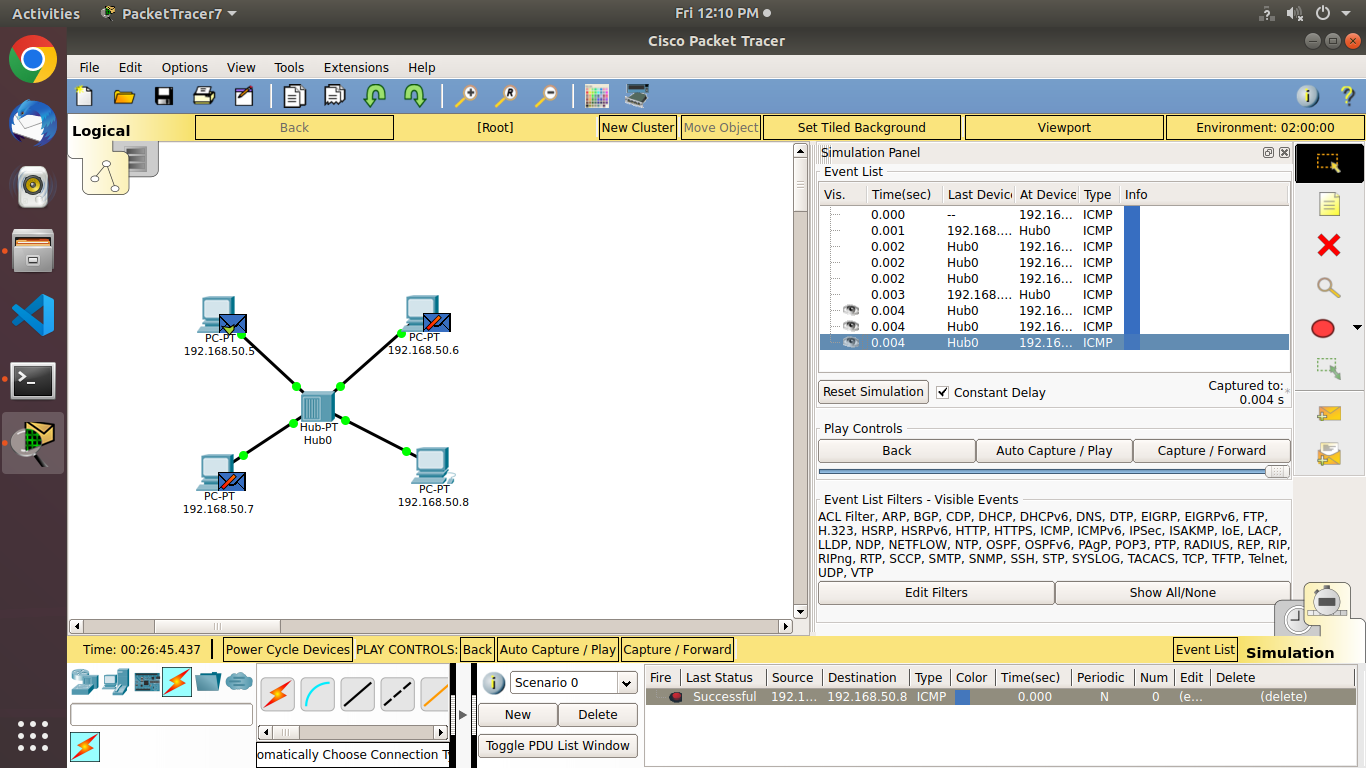 Activities PacketTracer7 Fri 12:10 PM
Cisco Packet Tracer
File Edit Options View Tools Extensions Help
Logical Back [Root] New Cluster Move Object Set Tiled Background Viewport Environment: 02:00:00
Simulation Panel
Event List
Vis. Time(sec) Last Device At Device Type Info
0.000 -- 192.16... ICMP
0.001 192.168.... Hub0 ICMP
0.002 Hub0 192.16... ICMP
0.002 Hub0 192.16... ICMP
0.002 Hub0 192.16... ICMP
0.003 192.168.... Hub0 ICMP
0.004 Hub0 192.16... ICMP
0.004 Hub0 192.16... ICMP
0.004 Hub0 192.16... ICMP
Reset Simulation Constant Delay Captured to:
0.004 s
Play Controls
Back Auto Capture / Play Capture / Forward
Event List Filters - Visible Events
ACL Filter, ARP, BGP, CDP, DHCP, DHCPv6, DNS, DTP, EIGRP, EIGRPv6, FTP,
H.323, HSRP, HSRPv6, HTTP, HTTPS, ICMP, ICMPv6, IPSec, ISAKMP, IoE, LACP,
LLDP, NDP, NETFLOW, NTP, OSPF, OSPFv6, PAgP, POP3, PTP, RADIUS, REP, RIP,
RIPng, RTP, SCCP, SMTP, SNMP, SSH, STP, SYSLOG, TACACS, TCP, TFTP, Telnet,
UDP, VTP
Edit Filters Show All/None
PC-PT
192.168.50.5
PC-PT
192.168.50.6
Hub-PT
Hub0
PC-PT
192.168.50.7
PC-PT
192.168.50.8
Time: 00:26:45.437 Power Cycle Devices PLAY CONTROLS: Back Auto Capture / Play Capture / Forward Event List Simulation
Scenario 0
New Delete
Toggle PDU List Window
omatically Choose Connection T
Fire Last Status Source Destination Type Color Time(sec) Periodic Num Edit Delete
Successful 192.1... 192.168.50.8 ICMP 0.000 N 0 (e... (delete)